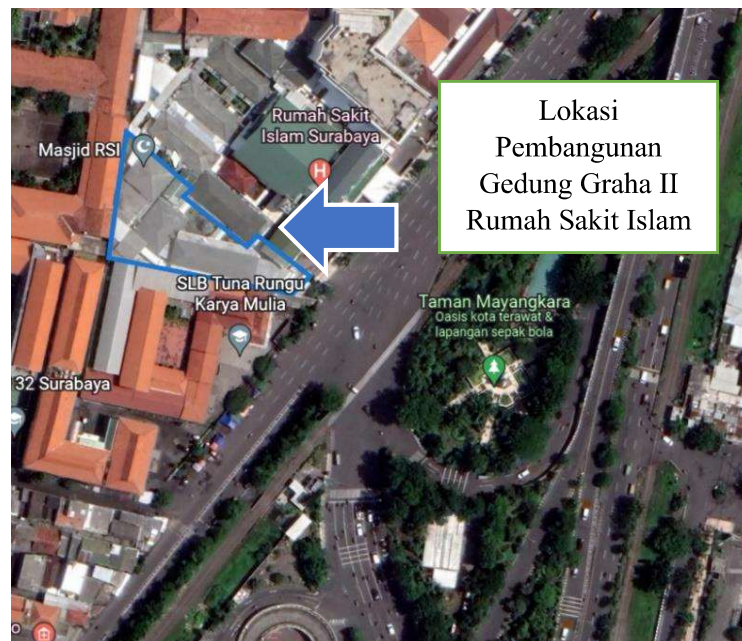 Rumah Sakit
Islam Surabaya
Masjid RSI
H
Lokasi
Pembangunan
Gedung Graha II
Rumah Sakit Islam
SLB Tuna Rungu
Karya Mulia
Taman Mayangkara
Oasis kota terawat &
lapangan sepak bola
32 Surabaya
o